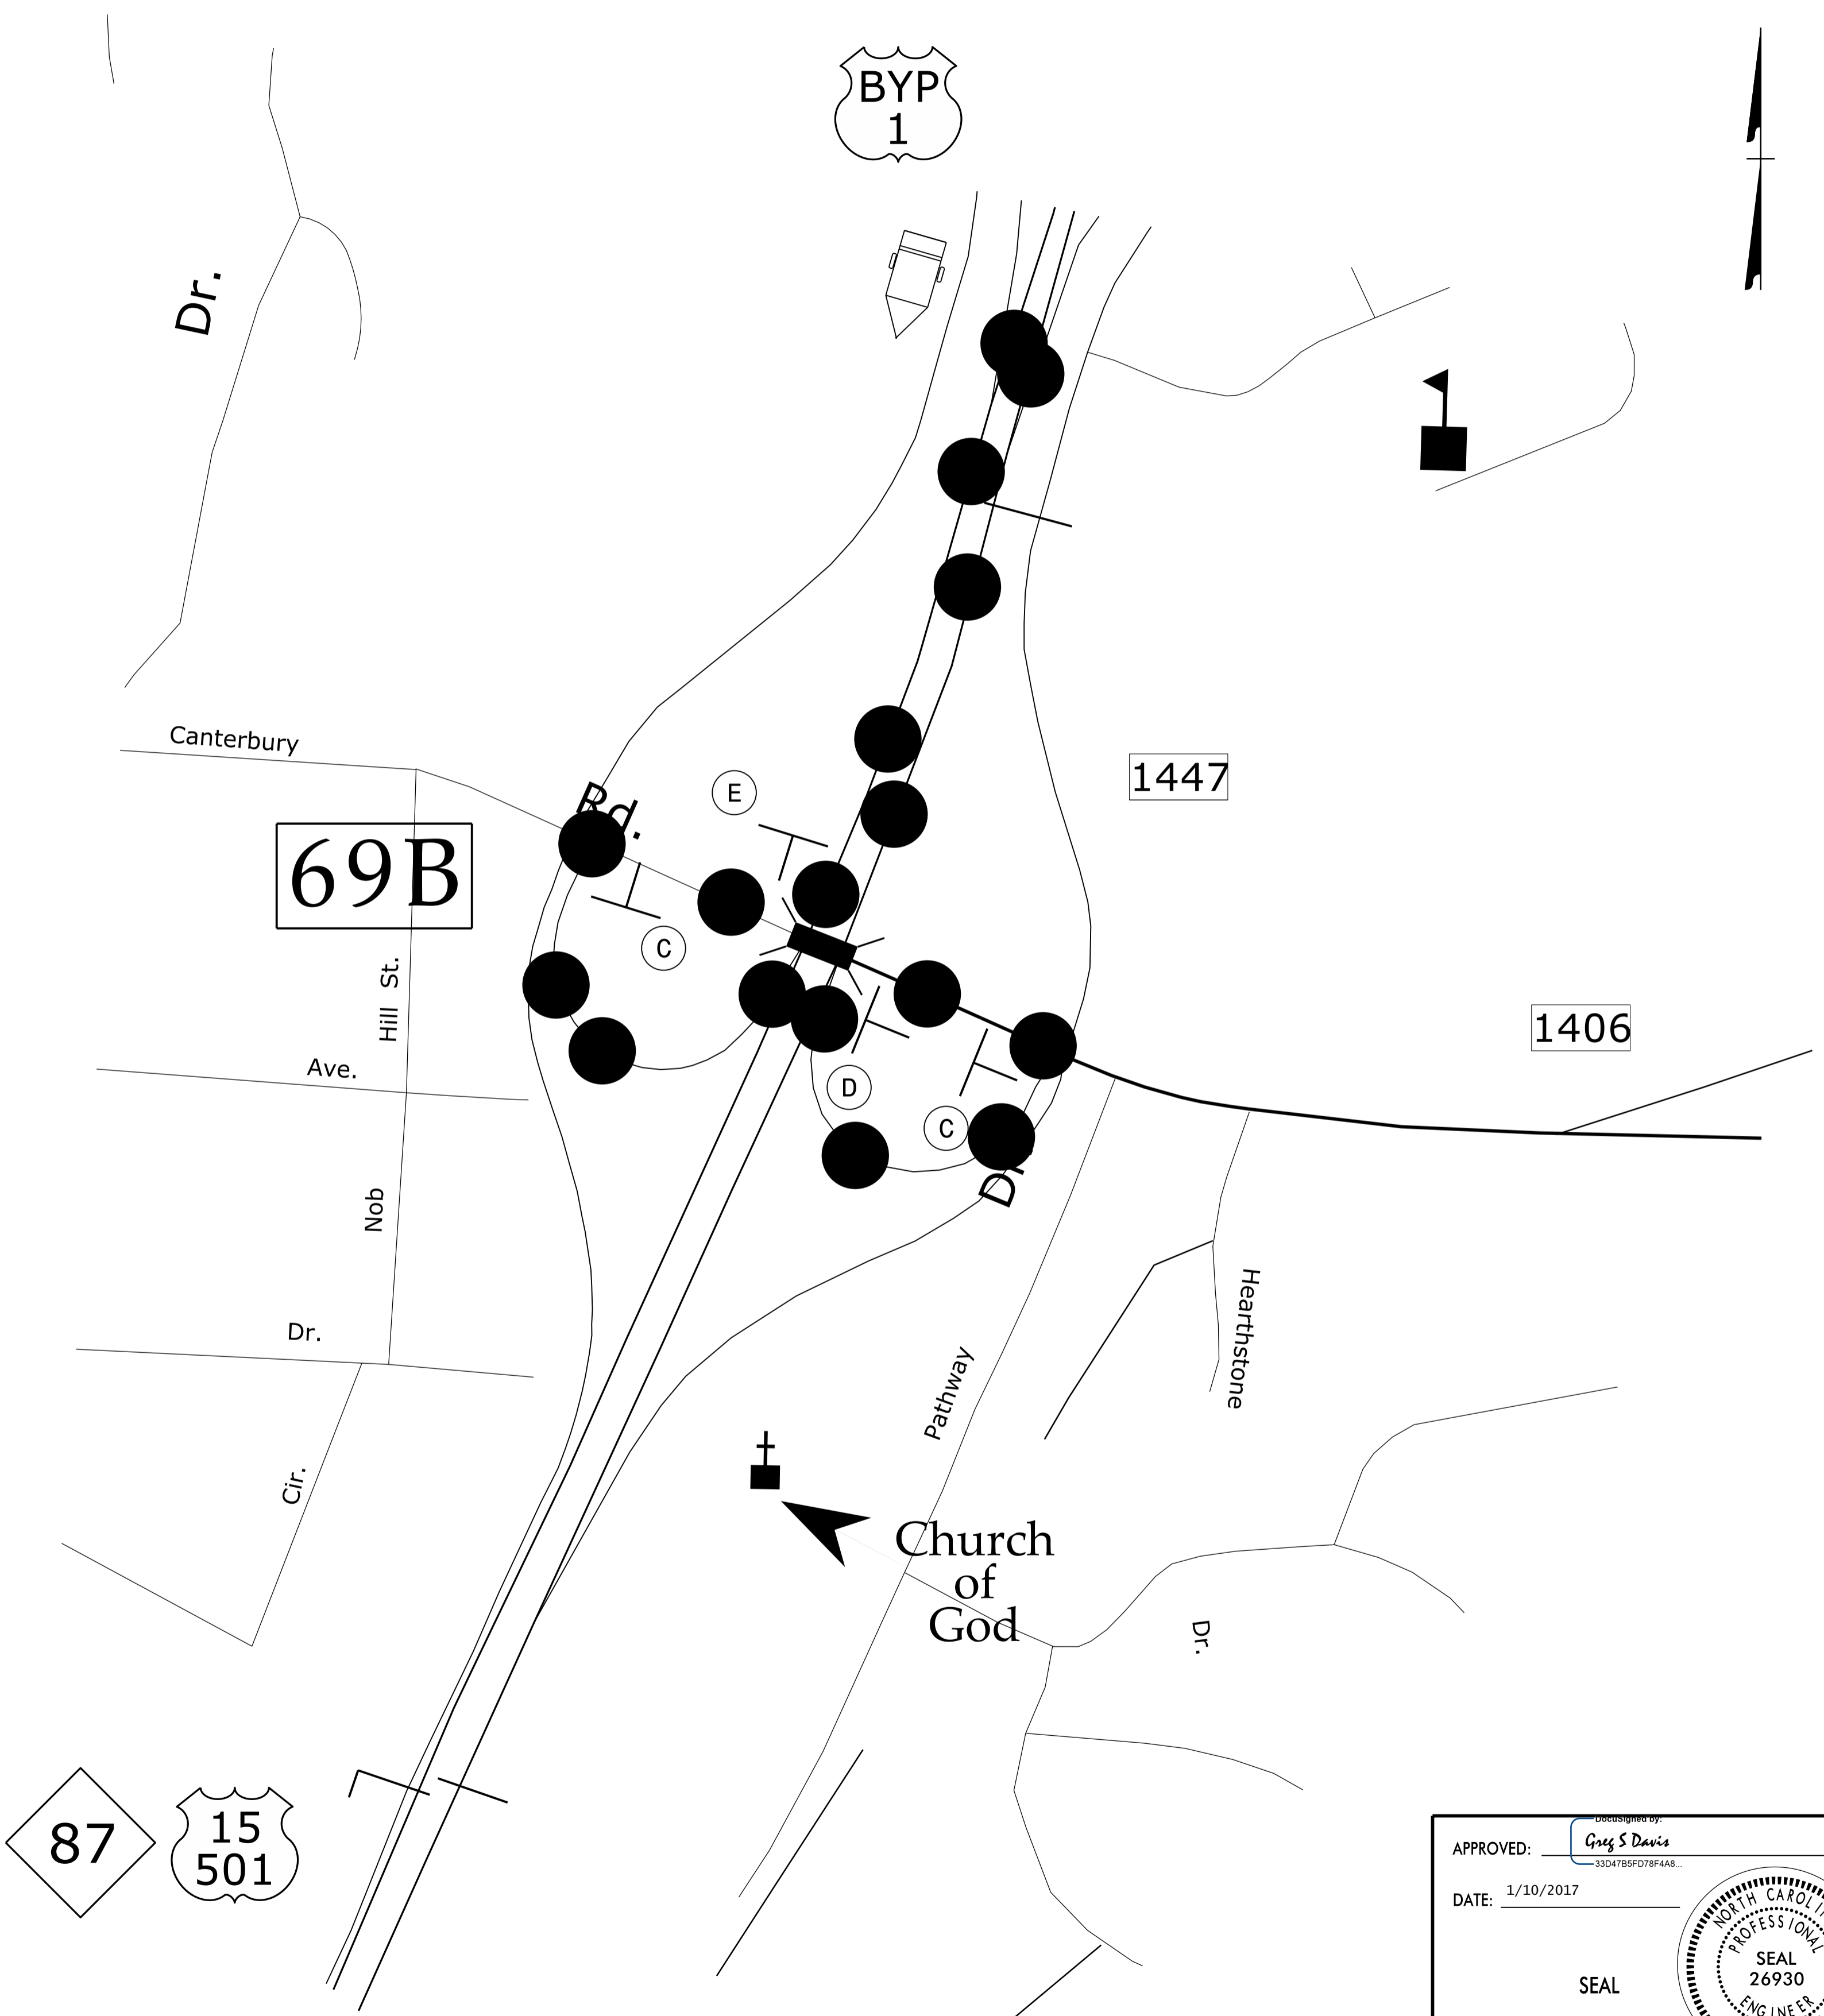 BYP
1
Dr.
Canterbury
Rd.
E
1447
69B
C
Hill St.
1406
Ave.
D
C
Nob
Hearthstone
Dr.
Pathway
Cir.
Church
of
God
Dr.
87
15
501
DocuSigned by:
APPROVED:
Greg S Davis
33D47B5FD78F4A8...
DATE: 1/10/2017
NORTH CAROLIN
PROFESSIONAL
SEAL
26930
SEAL
ENGINEER